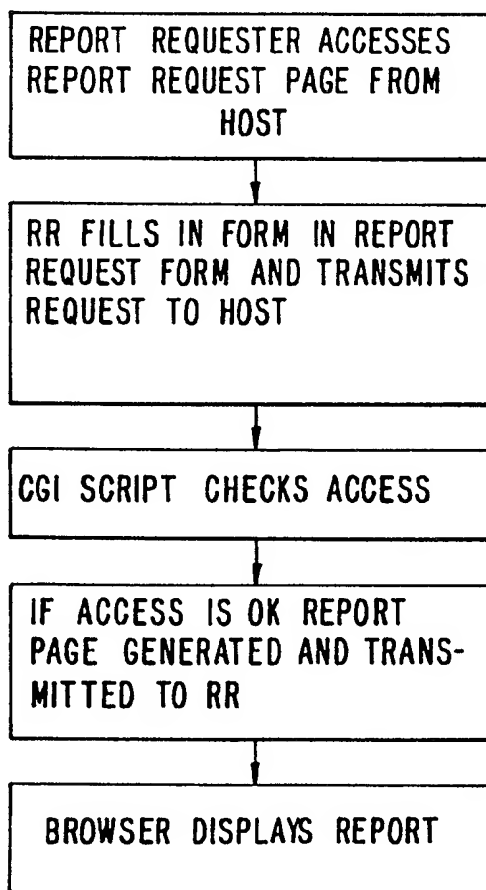 REPORT REQUESTER ACCESSES
REPORT REQUEST PAGE FROM
HOST
RR FILLS IN FORM IN REPORT
REQUEST FORM AND TRANSMITS
REQUEST TO HOST
CGI SCRIPT CHECKS ACCESS
IF ACCESS IS OK REPORT
PAGE GENERATED AND TRANS-
MITTED TO RR
BROWSER DISPLAYS REPORT